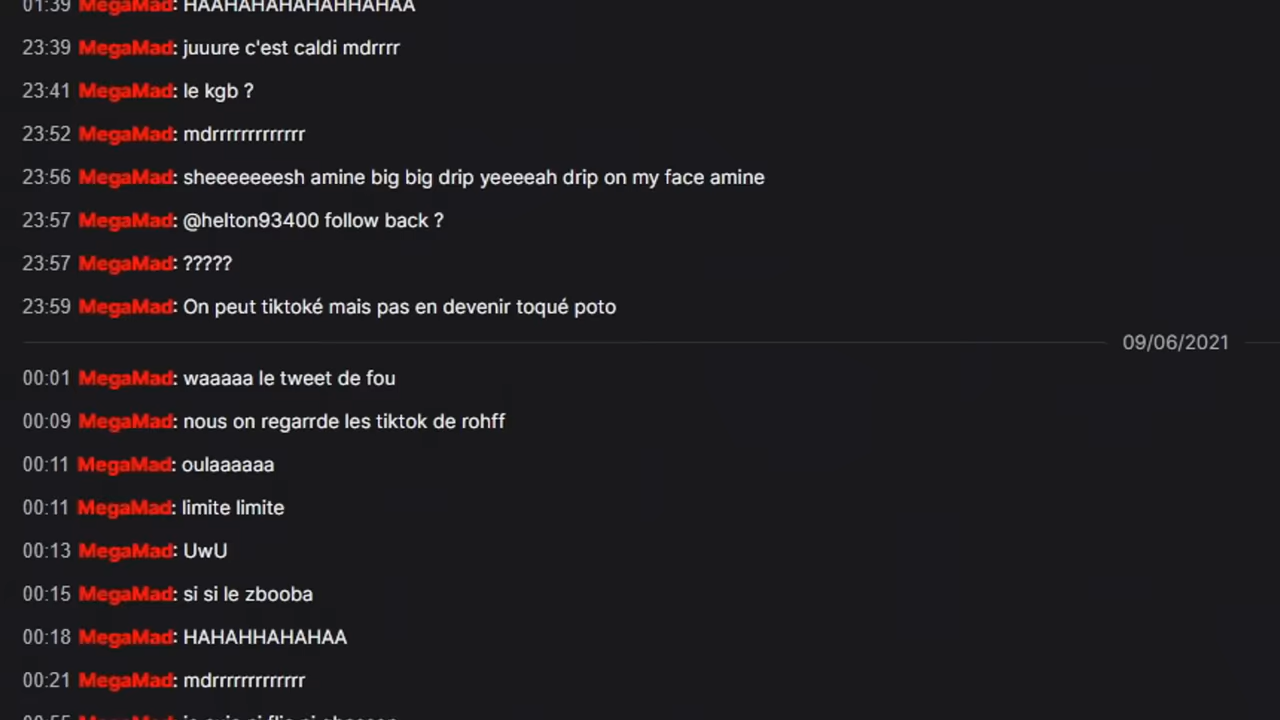 01:39 MegaMad: HAAHAHAHAHAHHAHAA
23:39 MegaMad: juuure c'est caldi mdrrrr
23:41 MegaMad: le kgb ?
23:52 MegaMad: mdrrrrrrrrrrrrr
23:56 MegaMad: sheeeeeeesh amine big big drip yeeeeah drip on my face amine
23:57 MegaMad: @helton93400 follow back ?
23:57 MegaMad: ?????
23:59 MegaMad: On peut tiktoké mais pas en devenir toqué poto
09/06/2021
00:01 MegaMad: waaaaa le tweet de fou
00:09 MegaMad: nous on regarrde les tiktok de rohff
00:11 MegaMad: oulaaaaaa
00:11 MegaMad: limite limite
00:13 MegaMad: UwU
00:15 MegaMad: si si le zbooba
00:18 MegaMad: HAHAHHAHAHAA
00:21 MegaMad: mdrrrrrrrrrrrrr